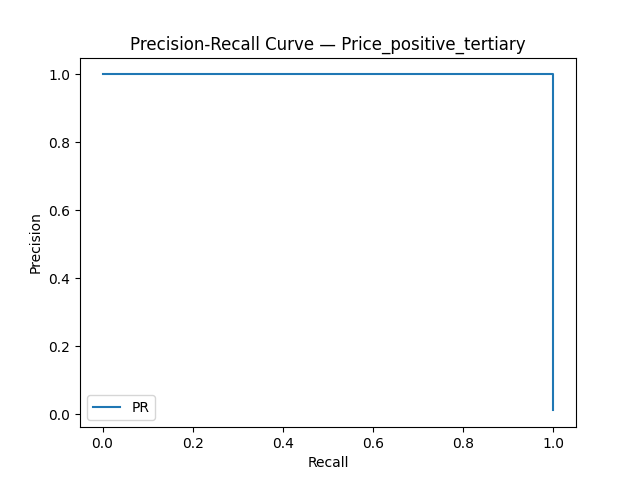 Precision-Recall Curve — Price_positive_tertiary
1.0
0.8
0.6
0.4
0.2
0.0
Precision
PR
0.0 0.2 0.4 0.6 0.8 1.0
Recall